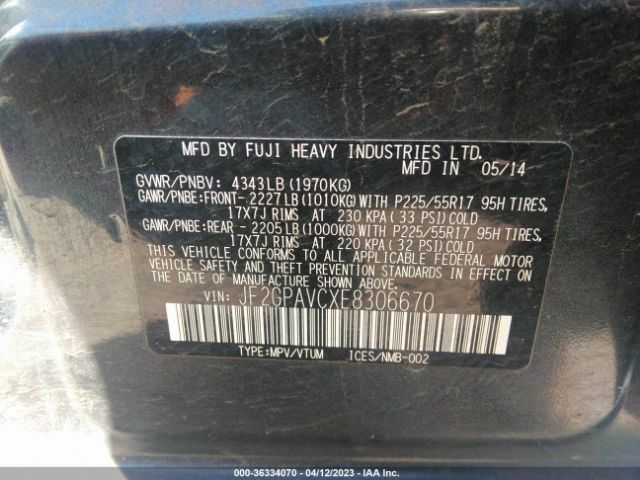 MFD BY FUJI HEAVY INDUSTRIES LTD.
MFD IN 05/14
GVWR/PNBV: 4343LB(1970KG)
GAWR/PNBE:FRONT- 2227LB(1010KG)WITH P225/55R17 95H TIRES,
17X7J RIMS AT 230 KPA(33 PSI)COLD
GAWR/PNBE:REAR - 2205LB(1000KG)WITH P225/55R17 95H TIRES,
17X7J RIMS AT 220 KPA(32 PSI)COLD
THIS VEHICLE CONFORMS TO ALL APPLICABLE FEDERAL MOTOR
VEHICLE SAFETY AND THEFT PREVENTION STANDARDS IN EFFECT ON
THE DATE OF MANUFACTURE SHOWN ABOVE.
VIN: JF2GPAVCXE8306670
TYPE:MPV/VTUM ICES/NMB-002
000-36334070 - 04/12/2023 - IAA Inc.